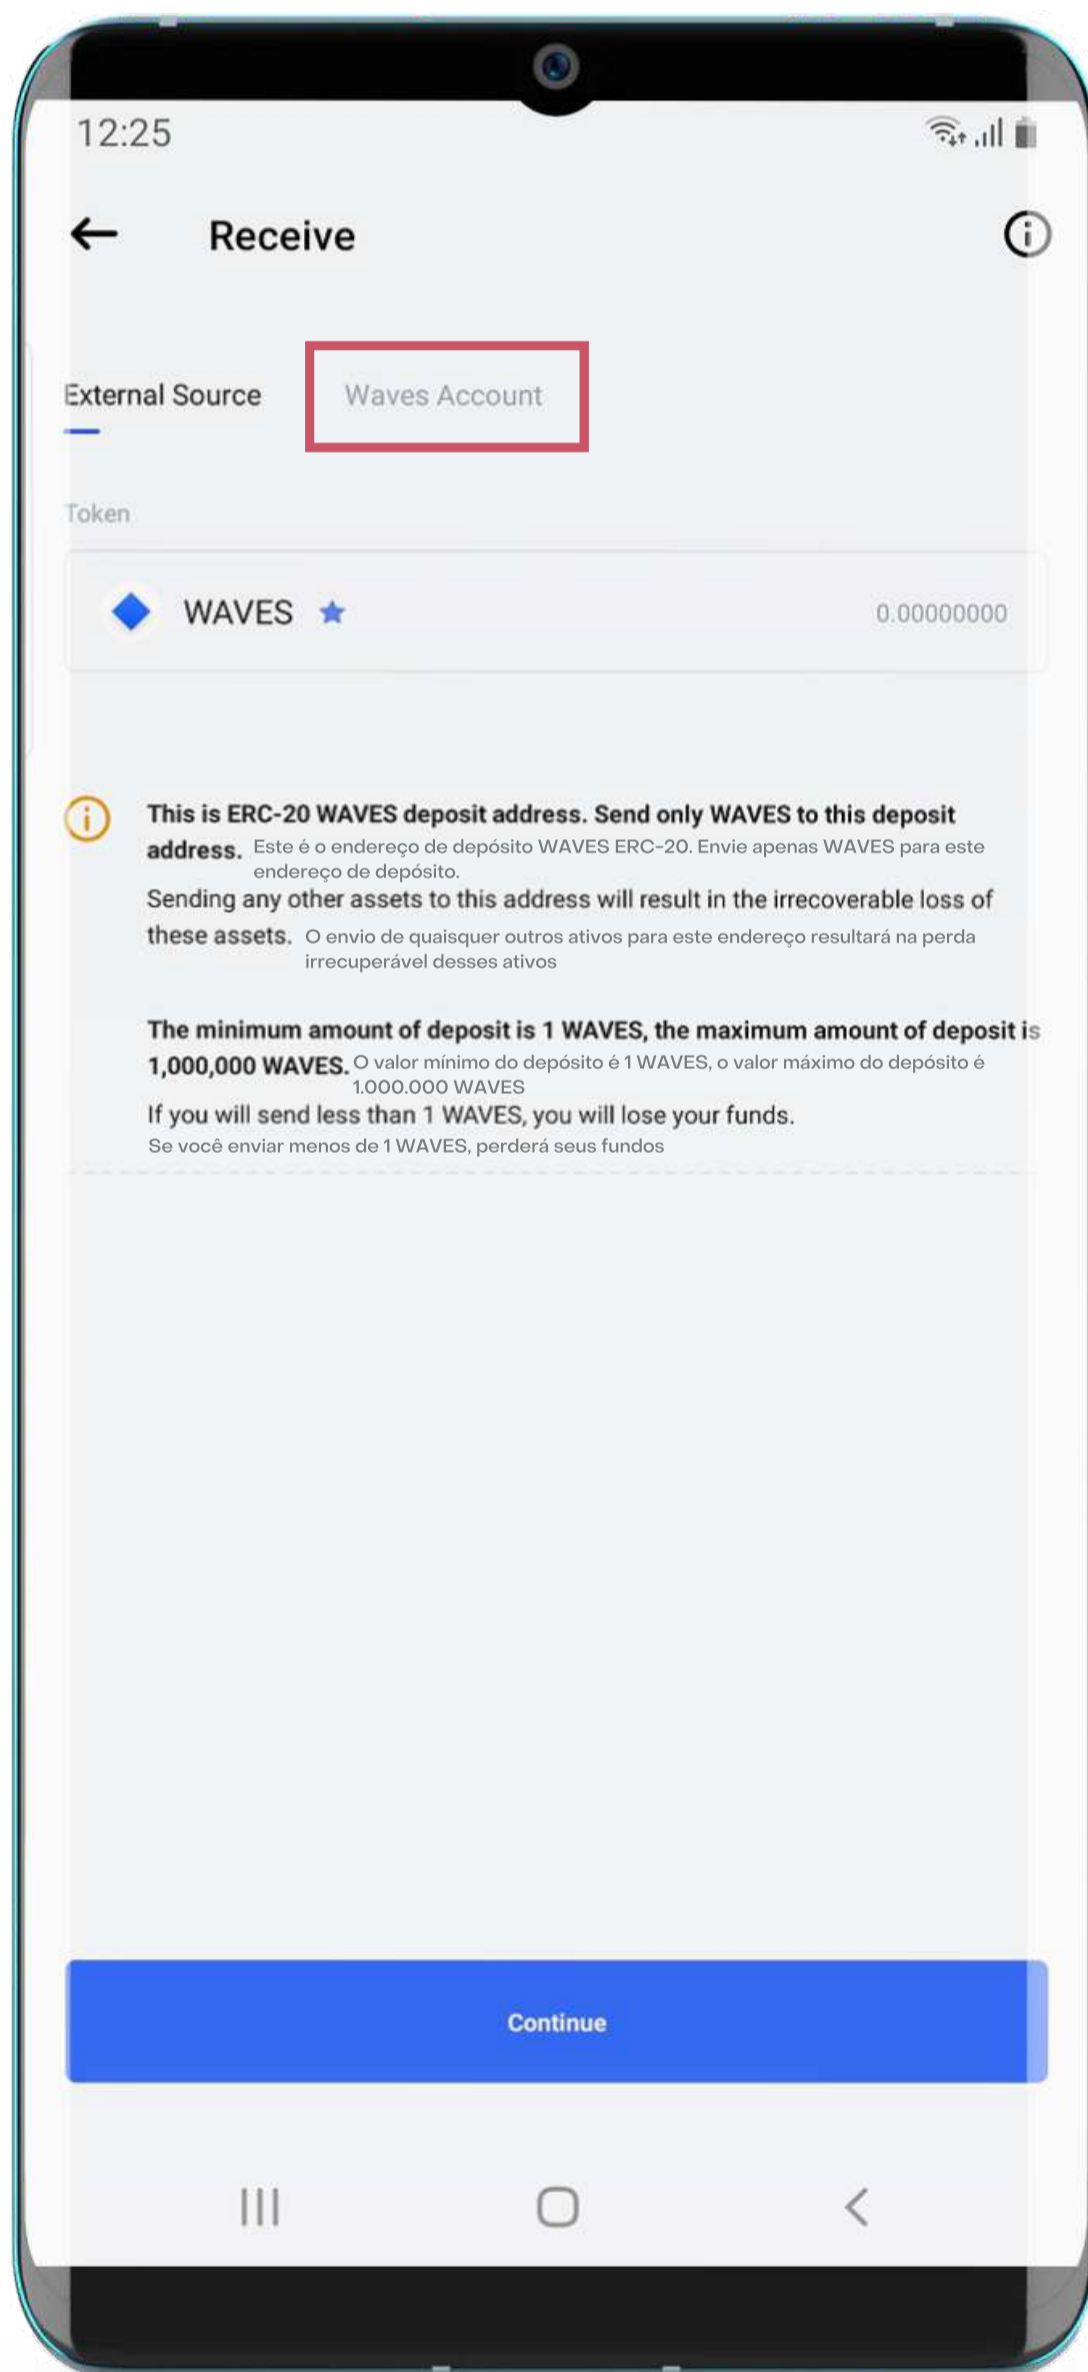 12:25
Receive
External Source
Waves Account
Token
WAVES
0.00000000
This is ERC-20 WAVES deposit address. Send only WAVES to this deposit
address.
Este é o endereço de depósito WAVES ERC-20. Envie apenas WAVES para este
endereço de depósito.
Sending any other assets to this address will result in the irrecoverable loss of
these assets.
O envio de quaisquer outros ativos para este endereço resultará na perda
irrecuperável desses ativos
The minimum amount of deposit is 1 WAVES, the maximum amount of deposit is
1,000,000 WAVES.
O valor mínimo do depósito é 1 WAVES, o valor máximo do depósito é
1.000.000 WAVES
If you will send less than 1 WAVES, you will lose your funds.
Se você enviar menos de 1 WAVES, perderá seus fundos
Continue